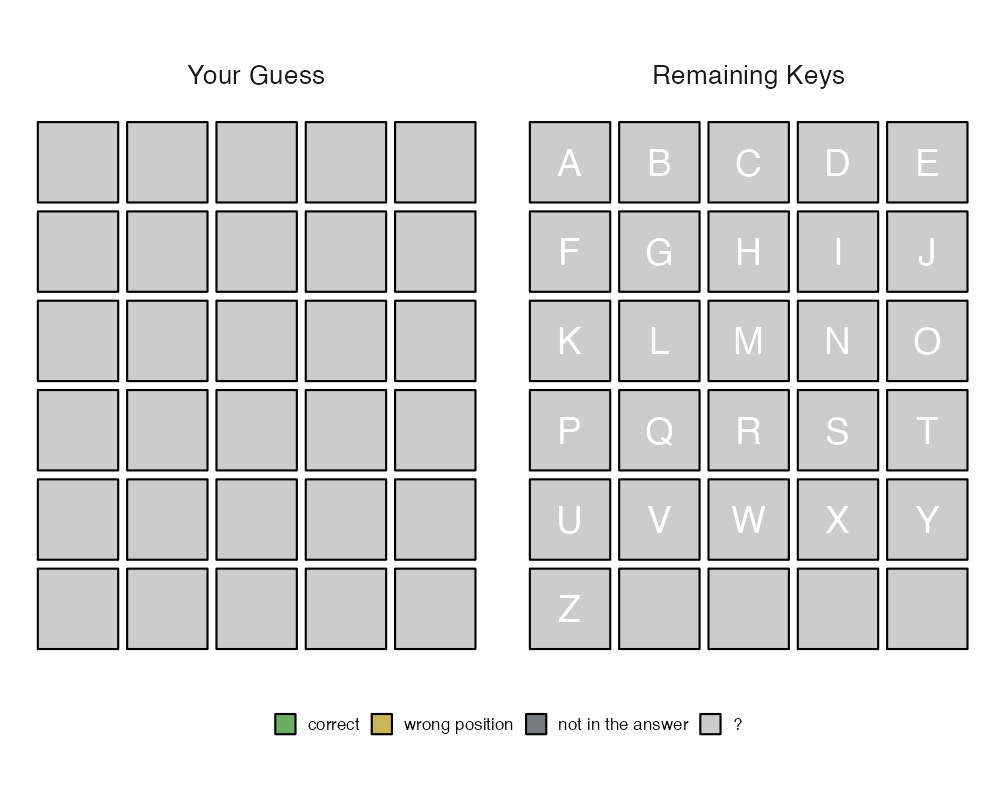 Your Guess
Remaining Keys
A B C D E
F G H I J
K L M N O
P Q R S T
U V W X Y
Z
correct wrong position not in the answer ?